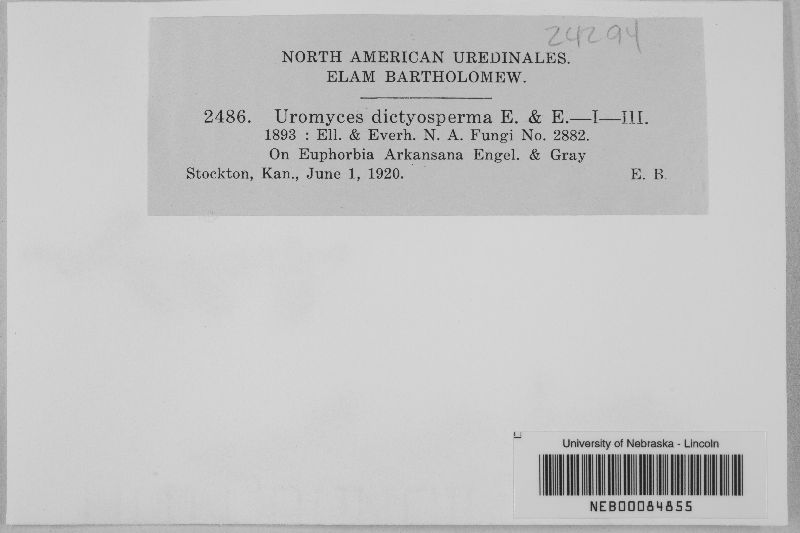 24294
NORTH AMERICAN UREDINALES.
ELAM BARTHOLOMEW.
2486. Uromyces dictyosperma E. & E.—I—III.
1893 : Ell. & Everh. N. A. Fungi No. 2882.
On Euphorbia Arkansana Engel. & Gray
Stockton, Kan., June 1, 1920. E. B.
University of Nebraska - Lincoln
NEB00084855